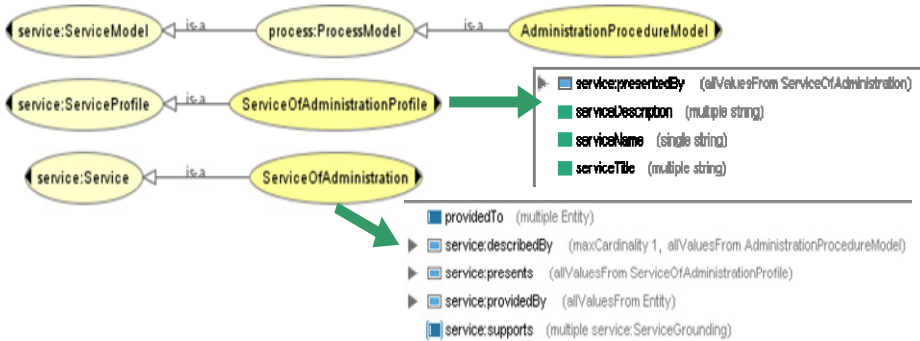 service:ServiceModel is-a process:ProcessModel is-a AdministrationProcedureModel
service:ServiceProfile is-a ServiceOfAdministrationProfile
service:presentedBy (allValuesFrom ServiceOfAdministration)
serviceDescription (multiple string)
serviceName (single string)
serviceTitle (multiple string)
service:Service is-a ServiceOfAdministration
providedTo (multiple Entity)
service:describedBy (maxCardinality 1, allValuesFrom AdministrationProcedureModel)
service:presents (allValuesFrom ServiceOfAdministrationProfile)
service:providedBy (allValuesFrom Entity)
service:supports (multiple service:ServiceGrounding)